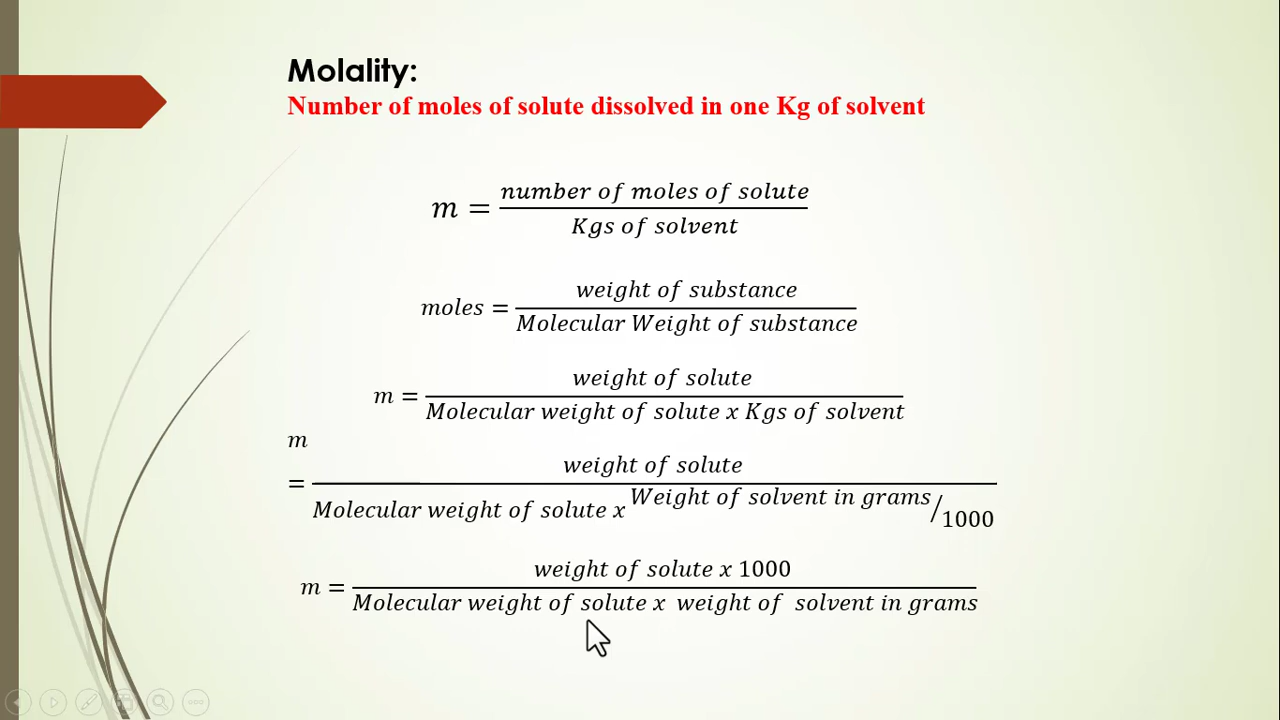 Molality:
Number of moles of solute dissolved in one Kg of solvent
m = number of moles of solute / Kgs of solvent
moles = weight of substance / Molecular Weight of substance
m = weight of solute / Molecular weight of solute x Kgs of solvent
m
= weight of solute / Molecular weight of solute x Weight of solvent in grams/1000
m = weight of solute x 1000 / Molecular weight of solute x weight of solvent in grams